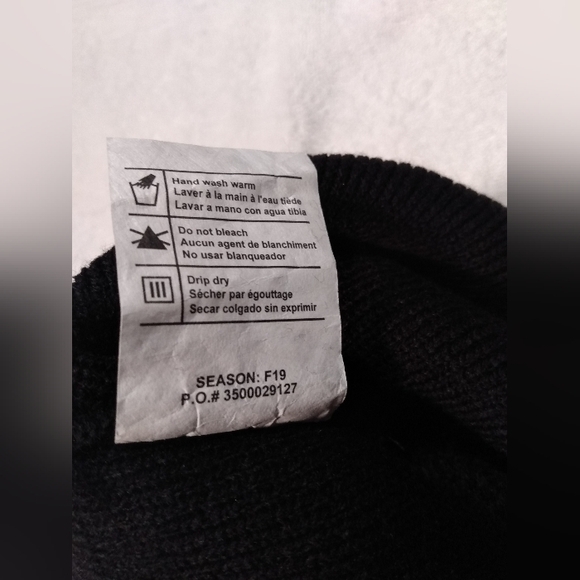 Hand wash warm
Laver à la main à l'eau tiède
Lavar a mano con agua tibia
Do not bleach
Aucun agent de blanchiment
No usar blanqueador
Drip dry
Sécher par égouttage
Secar colgado sin exprimir
SEASON: F19
P.O.# 3500029127